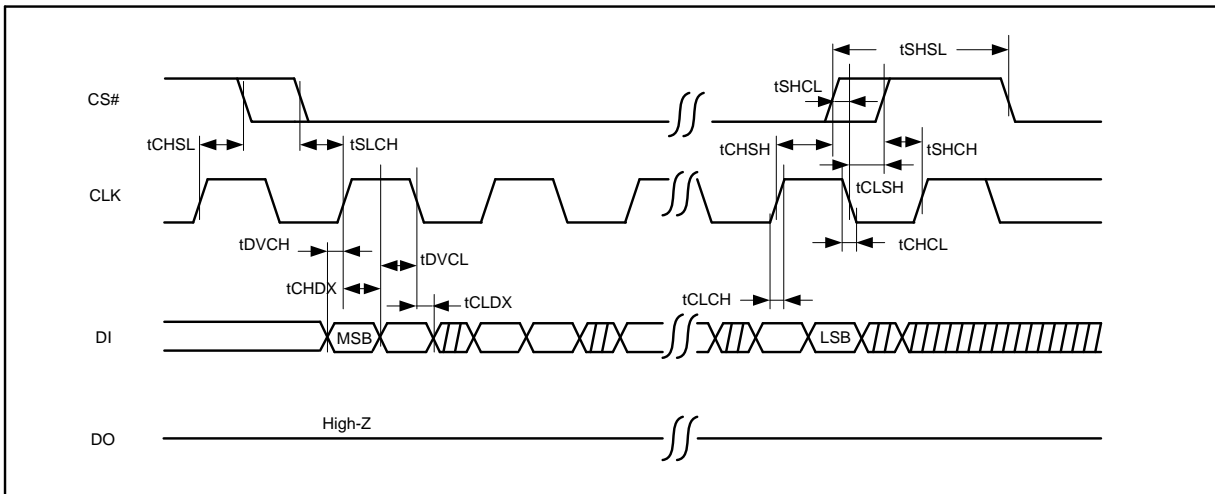 tSHSL
tSHCL
CS#
tCHSL
tSLCH
tCHSH
tSHCH
tCLSH
CLK
tDVCH
tDVCL
tCHCL
tCHDX
tCLDX
tCLCH
DI
MSB
LSB
High-Z
DO